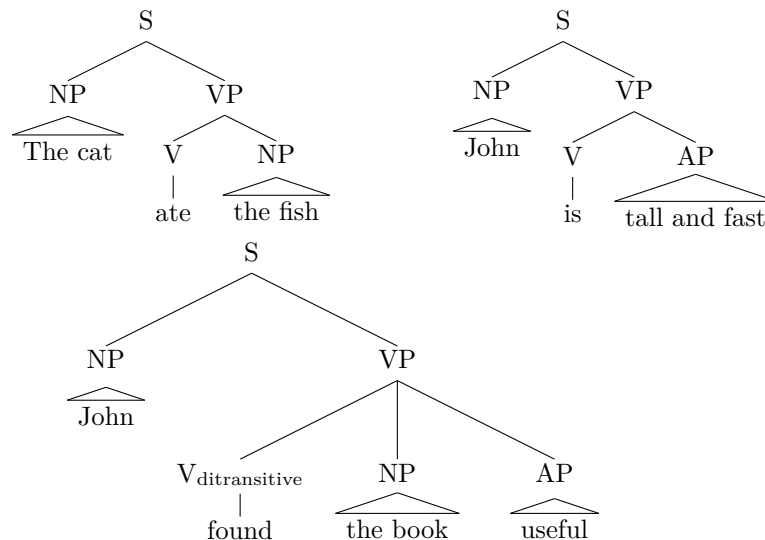 S S
NP VP NP VP
The cat V NP John V AP
ate the fish is tall and fast
S
NP VP
John
V ditransitive NP AP
found the book useful